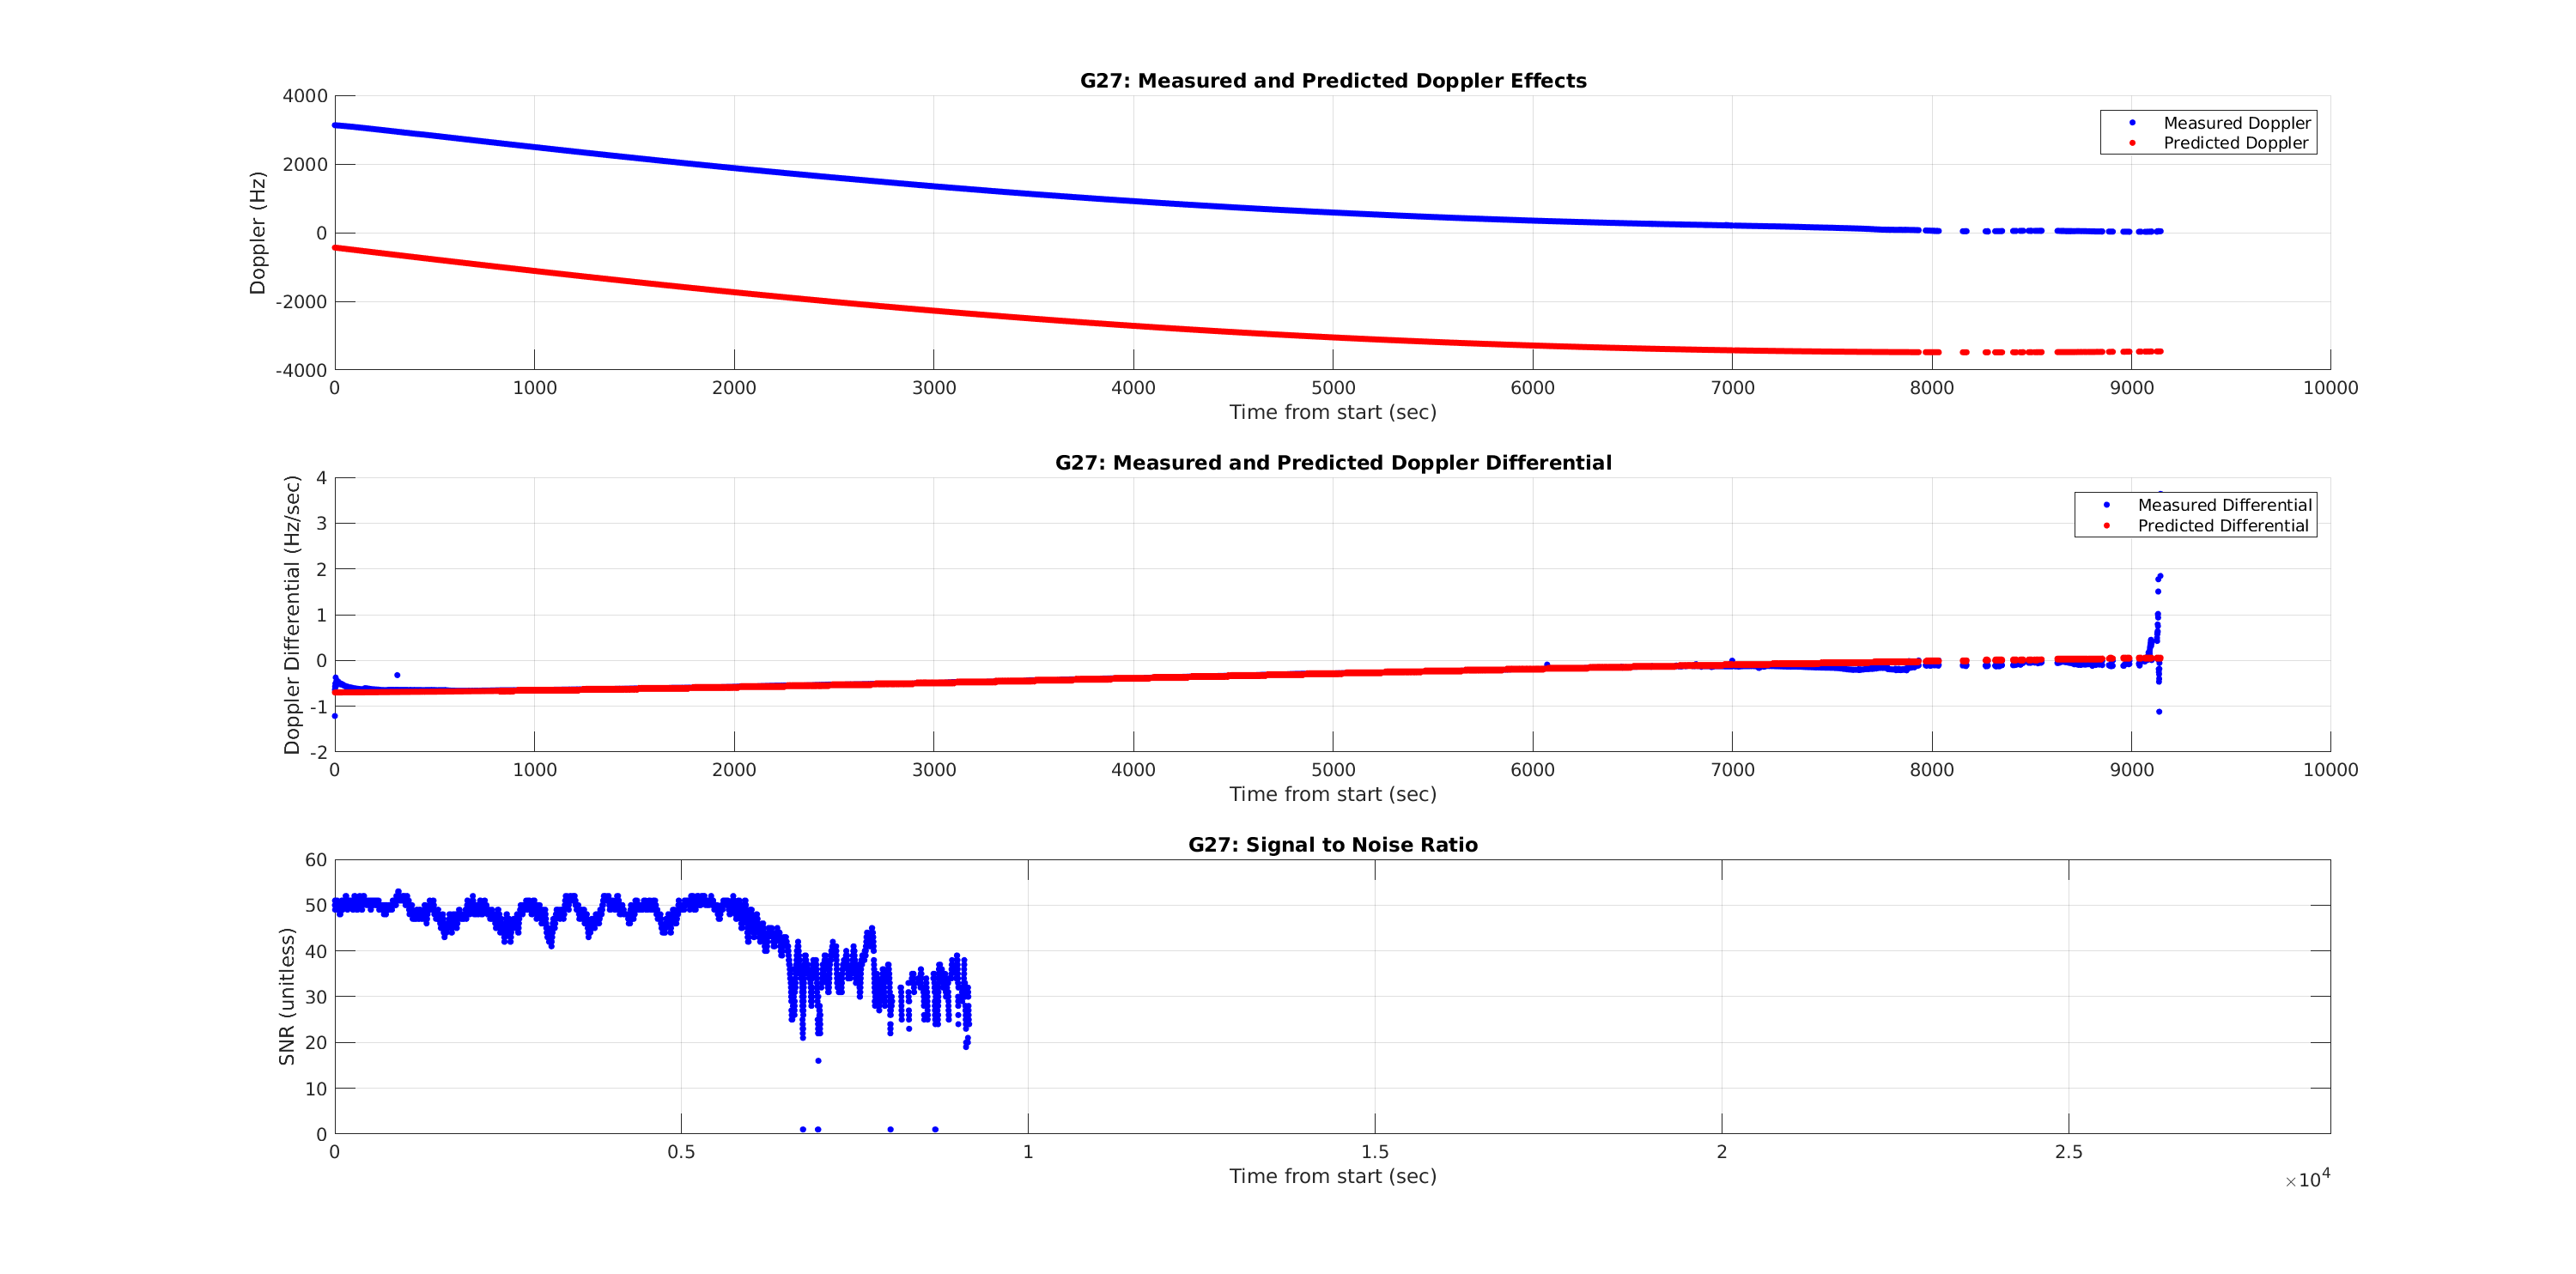 G27: Measured and Predicted Doppler Effects
4000
2000
0
-2000
-4000
Doppler (Hz)
Measured Doppler
Predicted Doppler
0 1000 2000 3000 4000 5000 6000 7000 8000 9000 10000
Time from start (sec)
G27: Measured and Predicted Doppler Differential
4
3
2
1
0
-1
-2
Doppler Differential (Hz/sec)
Measured Differential
Predicted Differential
0 1000 2000 3000 4000 5000 6000 7000 8000 9000 10000
Time from start (sec)
G27: Signal to Noise Ratio
60
50
40
30
20
10
0
SNR (unitless)
0 0.5 1 1.5 2 2.5
Time from start (sec)
×10⁴